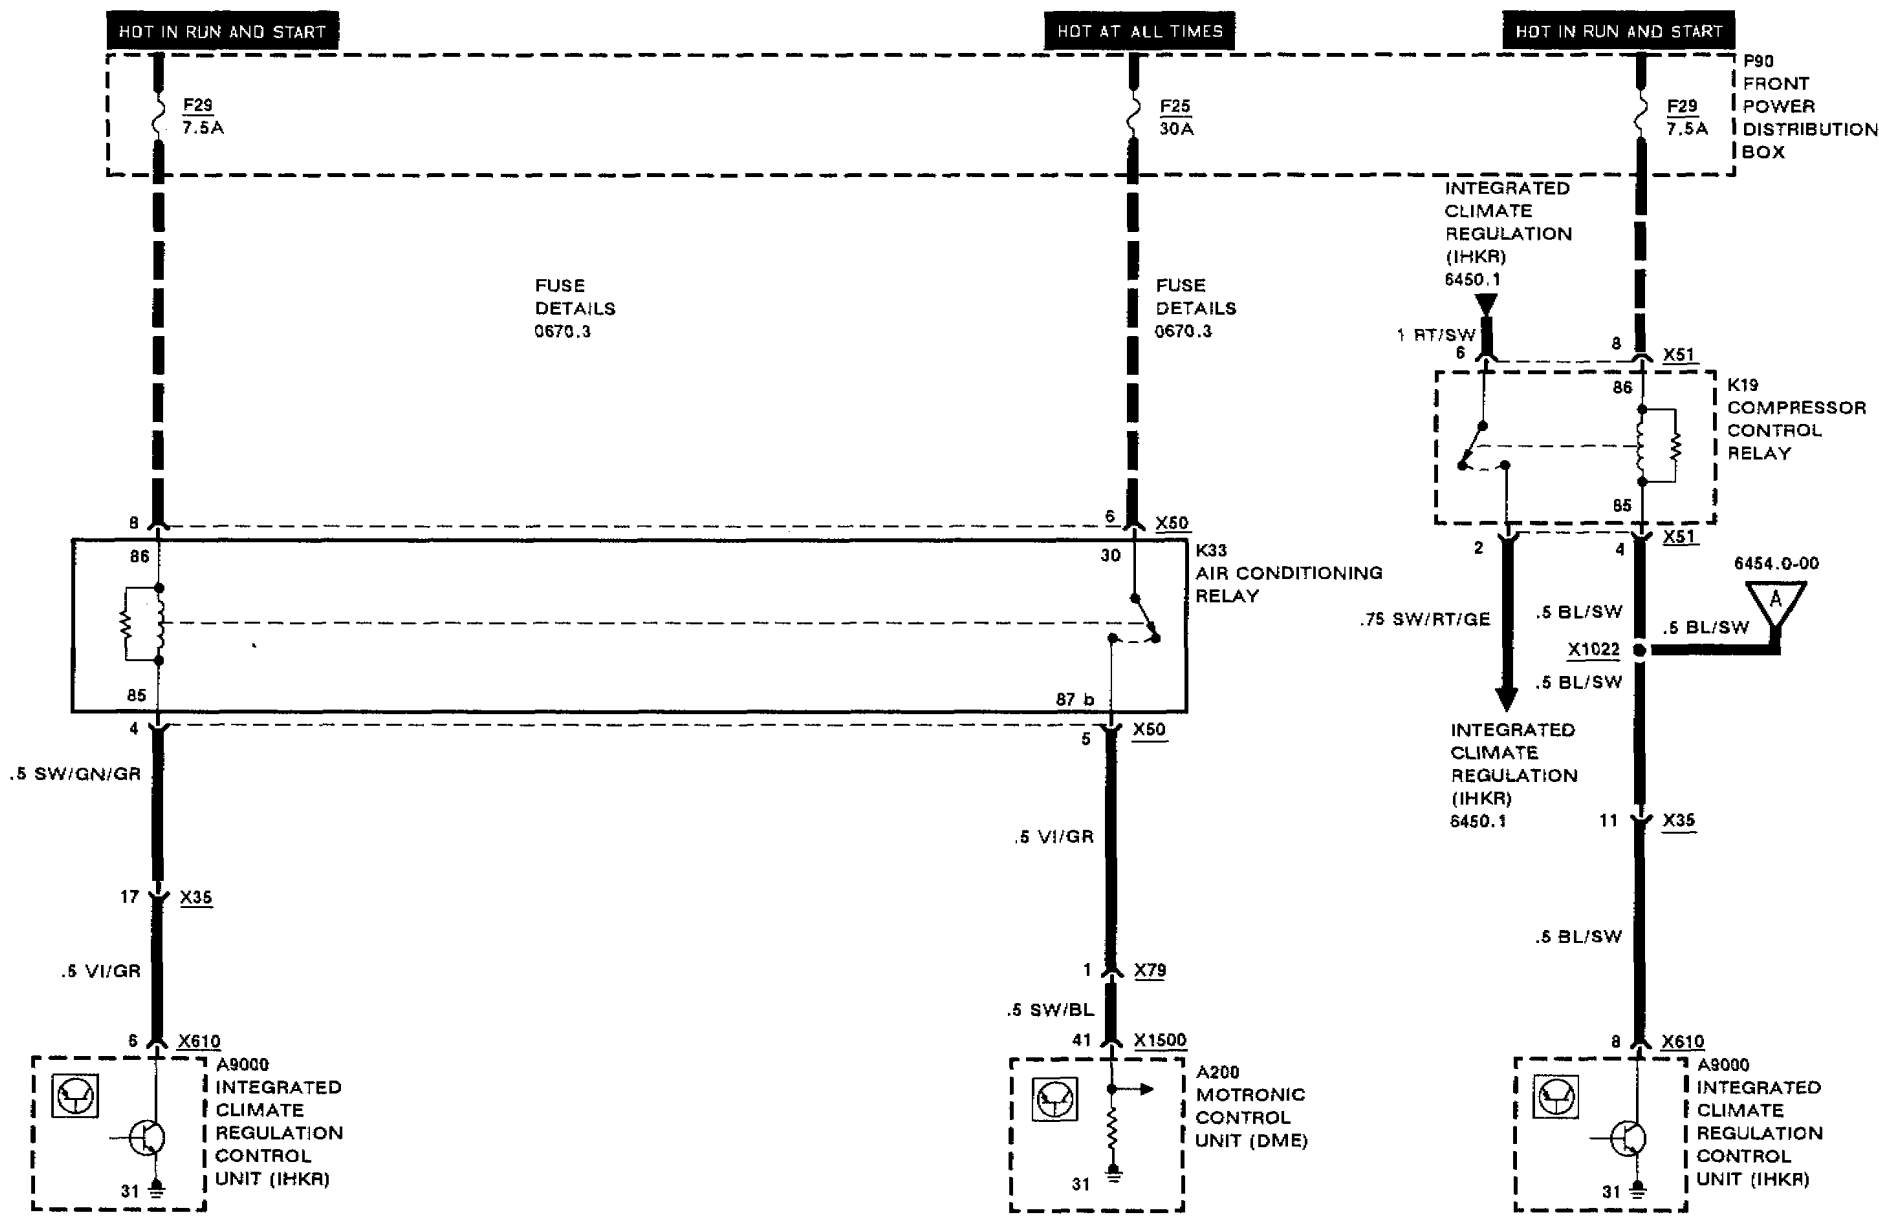 HOT IN RUN AND START
HOT AT ALL TIMES
HOT IN RUN AND START
F29
7.5A
F25
30A
F29
7.5A
P90
FRONT
POWER
DISTRIBUTION
BOX
FUSE
DETAILS
0670.3
FUSE
DETAILS
0670.3
INTEGRATED
CLIMATE
REGULATION
(IHKR)
6450.1
1 RT/SW
6
8
X51
86
K19
COMPRESSOR
CONTROL
RELAY
85
2
4
X51
8
6
X50
86
30
K33
AIR CONDITIONING
RELAY
85
87 b
4
5
X50
.75 SW/RT/GE
.5 BL/SW
6454.0-00
A
.5 BL/SW
X1022
.5 BL/SW
INTEGRATED
CLIMATE
REGULATION
(IHKR)
6450.1
.5 SW/GN/GR
.5 VI/GR
11
X35
17
X35
.5 VI/GR
.5 BL/SW
1
X79
.5 SW/BL
6
X610
41
X1500
8
X610
A9000
INTEGRATED
CLIMATE
REGULATION
CONTROL
UNIT (IHKR)
31
A200
MOTRONIC
CONTROL
UNIT (DME)
31
A9000
INTEGRATED
CLIMATE
REGULATION
CONTROL
UNIT (IHKR)
31